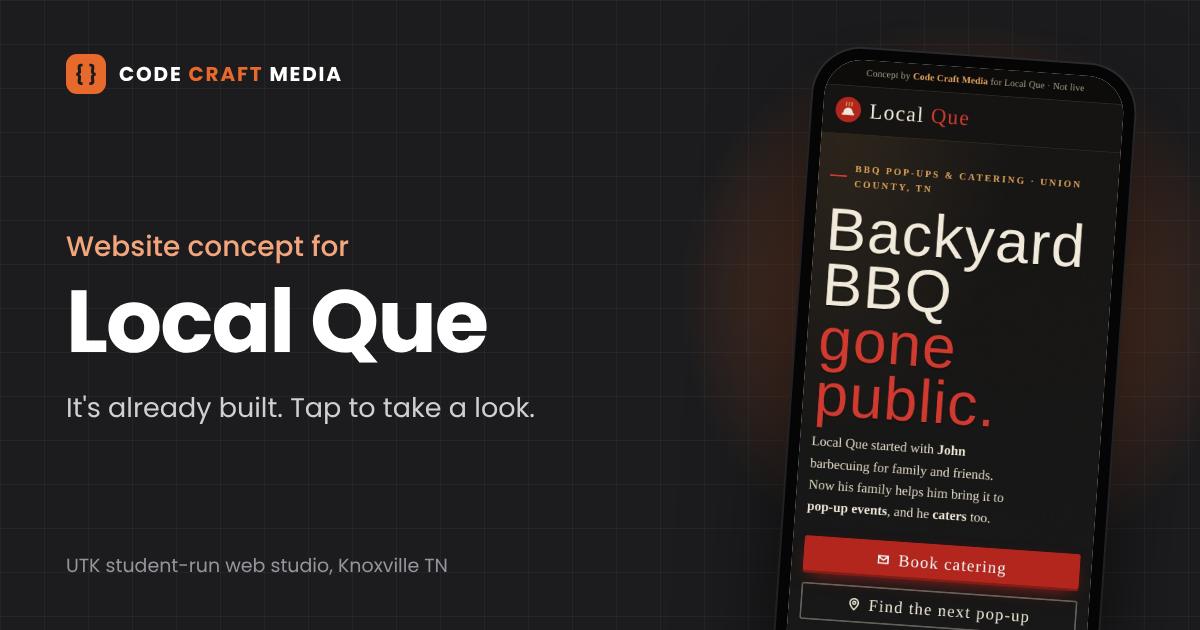 { } CODE CRAFT MEDIA
Website concept for
Local Que
It's already built. Tap to take a look.
UTK student-run web studio, Knoxville TN
Concept by Code Craft Media for Local Que · Not live
Local Que
BBQ POP-UPS & CATERING · UNION
COUNTY, TN
Backyard
BBQ
gone
public.
Local Que started with John
barbecuing for family and friends.
Now his family helps him bring it to
pop-up events, and he caters too.
Book catering
Find the next pop-up